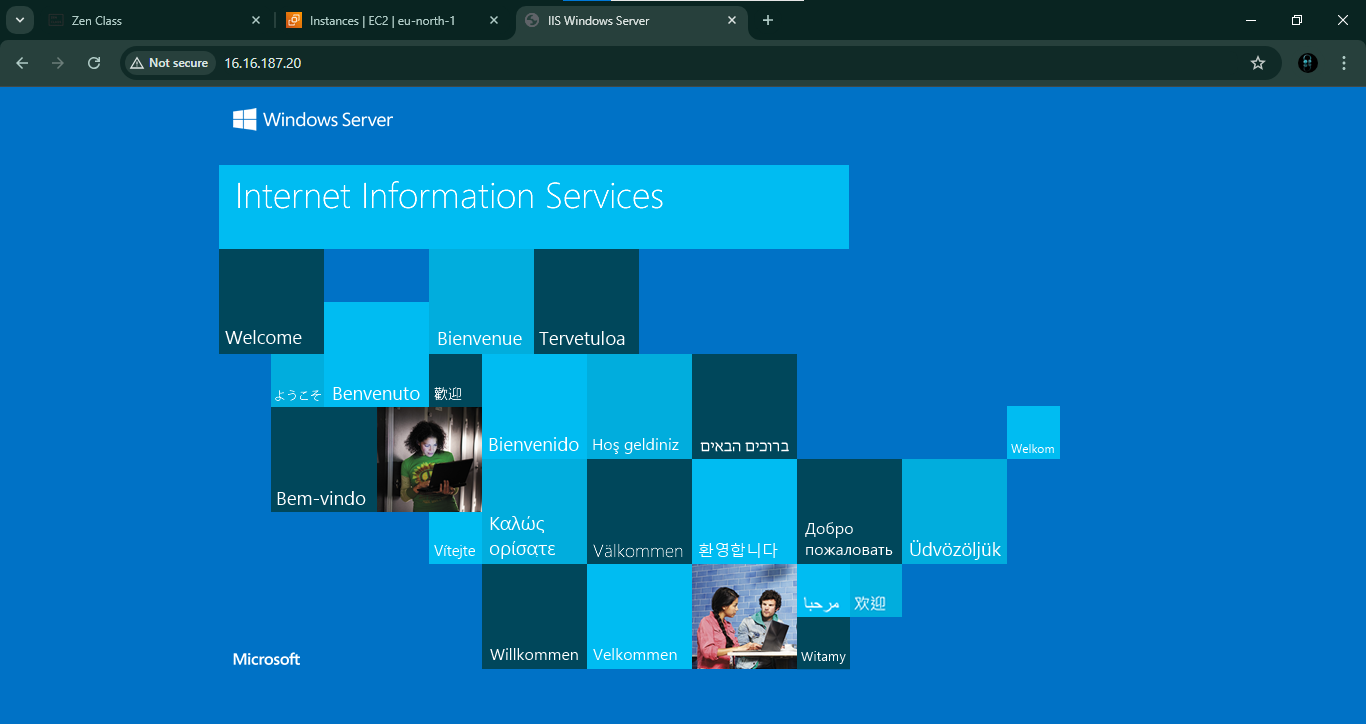 Zen Class
Instances | EC2 | eu-north-1
IIS Windows Server
Not secure
16.16.187.20
Windows Server
Internet Information Services
Welcome
Bienvenue
Tervetuloa
ようこそ
Benvenuto
歡迎
Bienvenido
Hoş geldiniz
ברוכים הבאים
Welkom
Bem-vindo
Vítejte
Καλώς
ορίσατε
Välkommen
환영합니다
Добро
пожаловать
Üdvözöljük
Willkommen
Velkommen
مرحبا
欢迎
Witamy
Microsoft